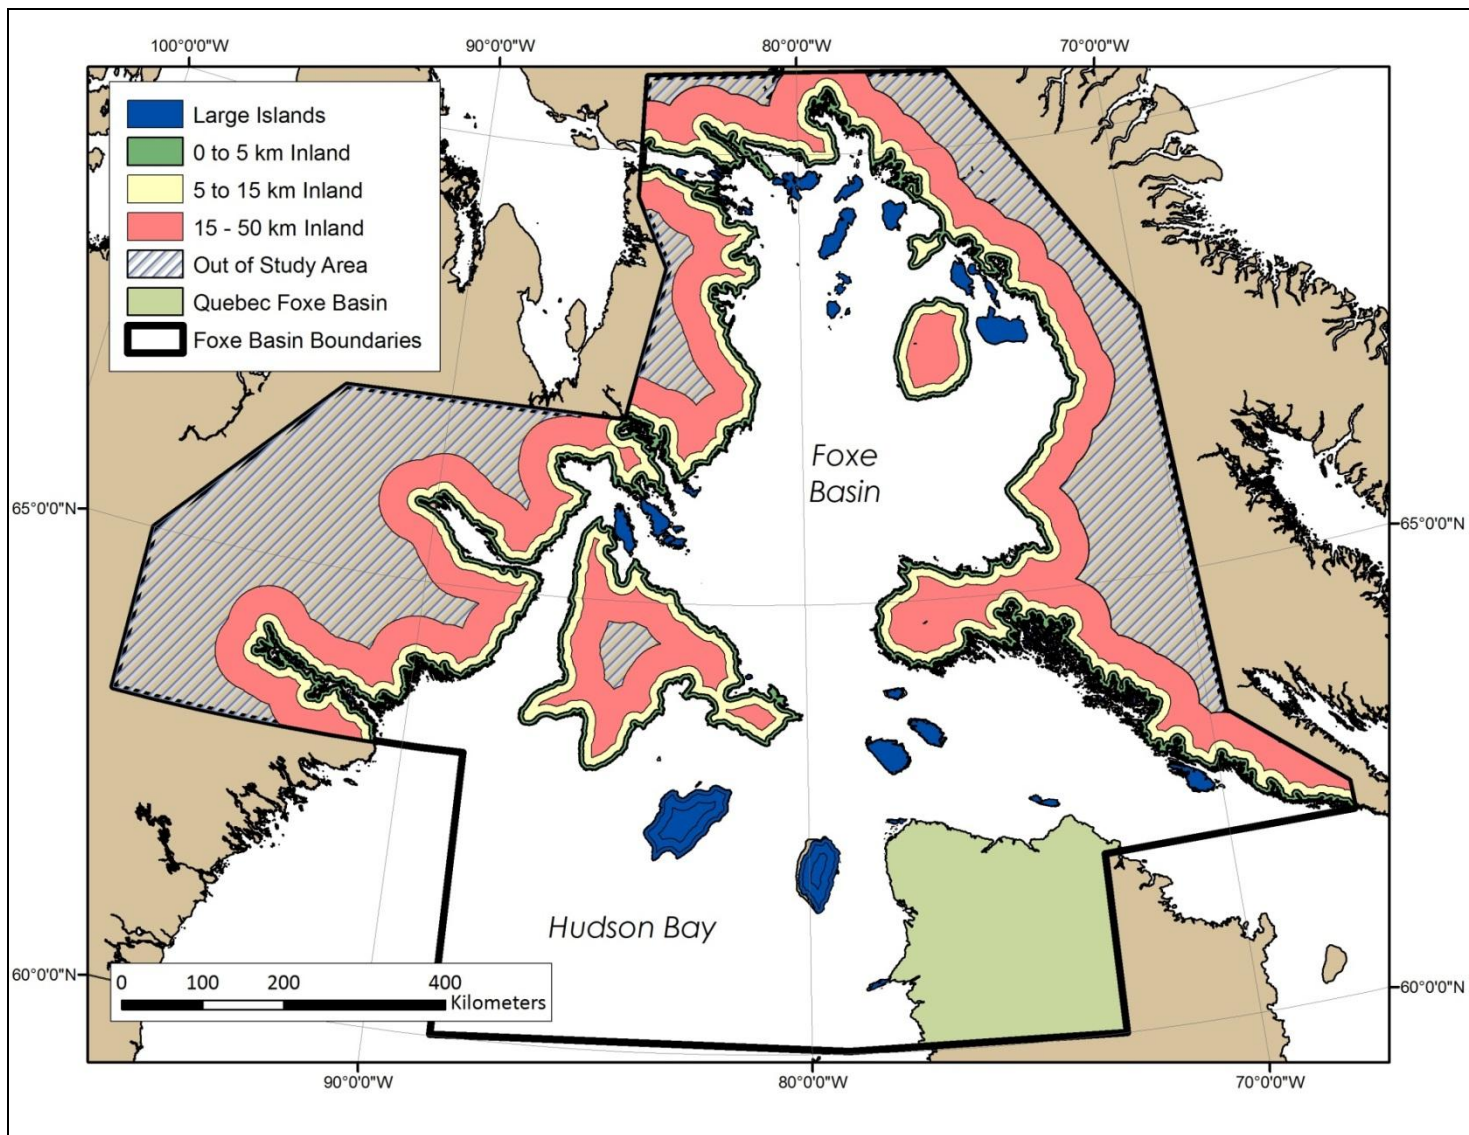 100°0'0"W 90°0'0"W 80°0'0"W 70°0'0"W
Large Islands
0 to 5 km Inland
5 to 15 km Inland
15 - 50 km Inland
Out of Study Area
Quebec Foxe Basin
Foxe Basin Boundaries
Foxe
Basin
65°0'0"N 65°0'0"N
Hudson Bay
60°0'0"N 60°0'0"N
0 100 200 400
Kilometers
90°0'0"W 80°0'0"W 70°0'0"W